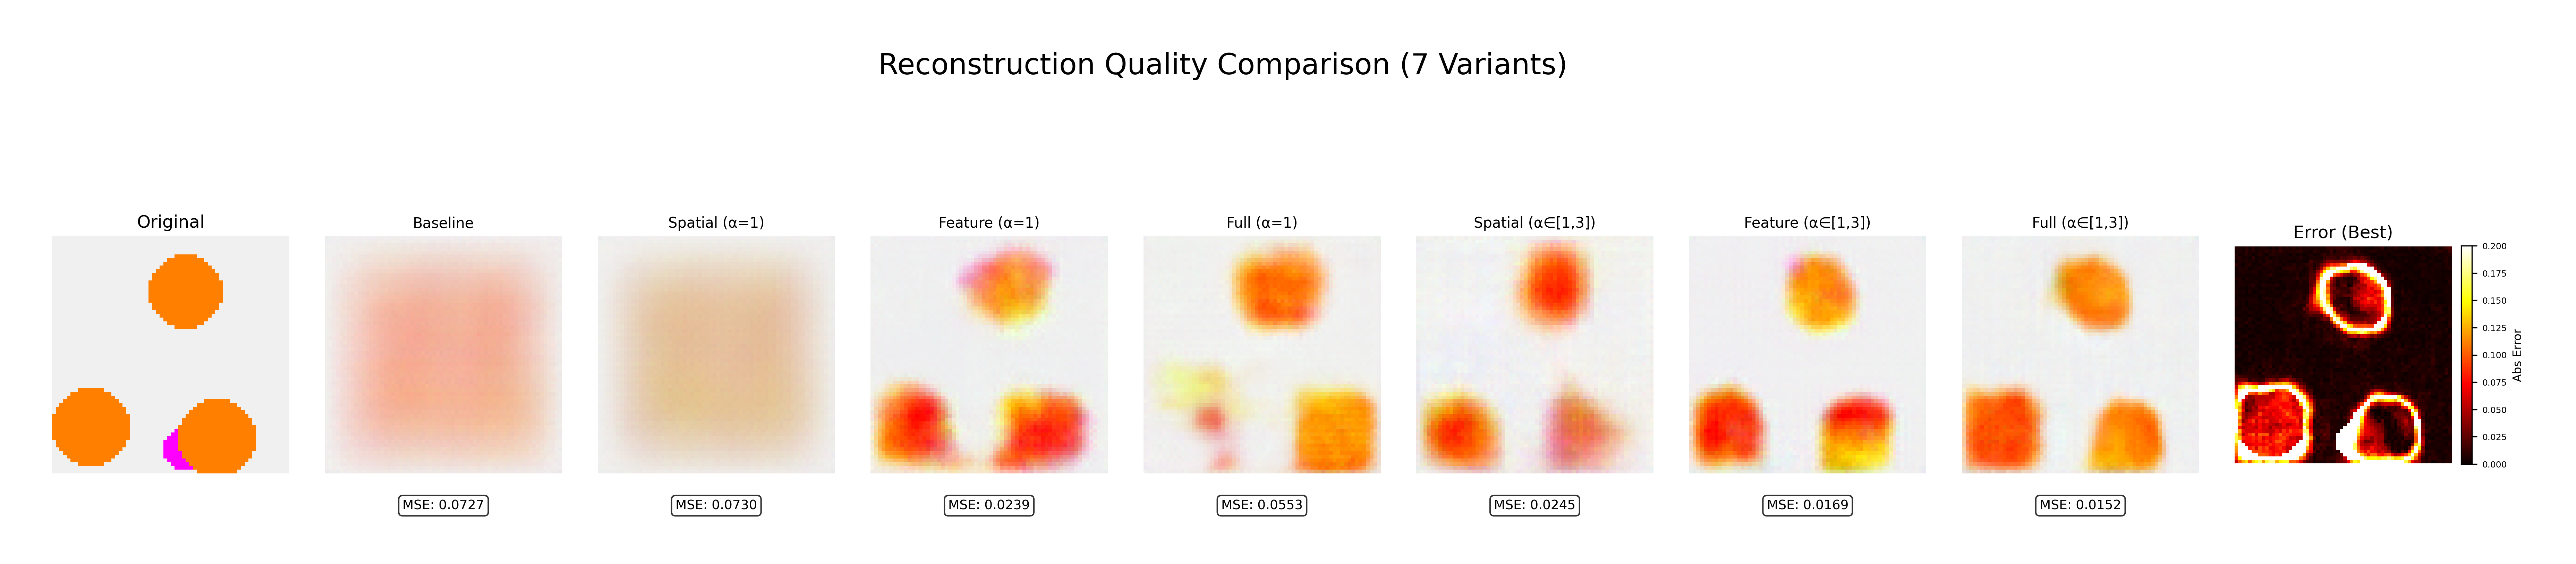 Reconstruction Quality Comparison (7 Variants)
Original
Baseline
Spatial (α=1)
Feature (α=1)
Full (α=1)
Spatial (α∈[1,3])
Feature (α∈[1,3])
Full (α∈[1,3])
Error (Best)
0.200
0.175
0.150
0.125
0.100
0.075
0.050
0.025
0.000
Abs Error
MSE: 0.0727
MSE: 0.0730
MSE: 0.0239
MSE: 0.0553
MSE: 0.0245
MSE: 0.0169
MSE: 0.0152